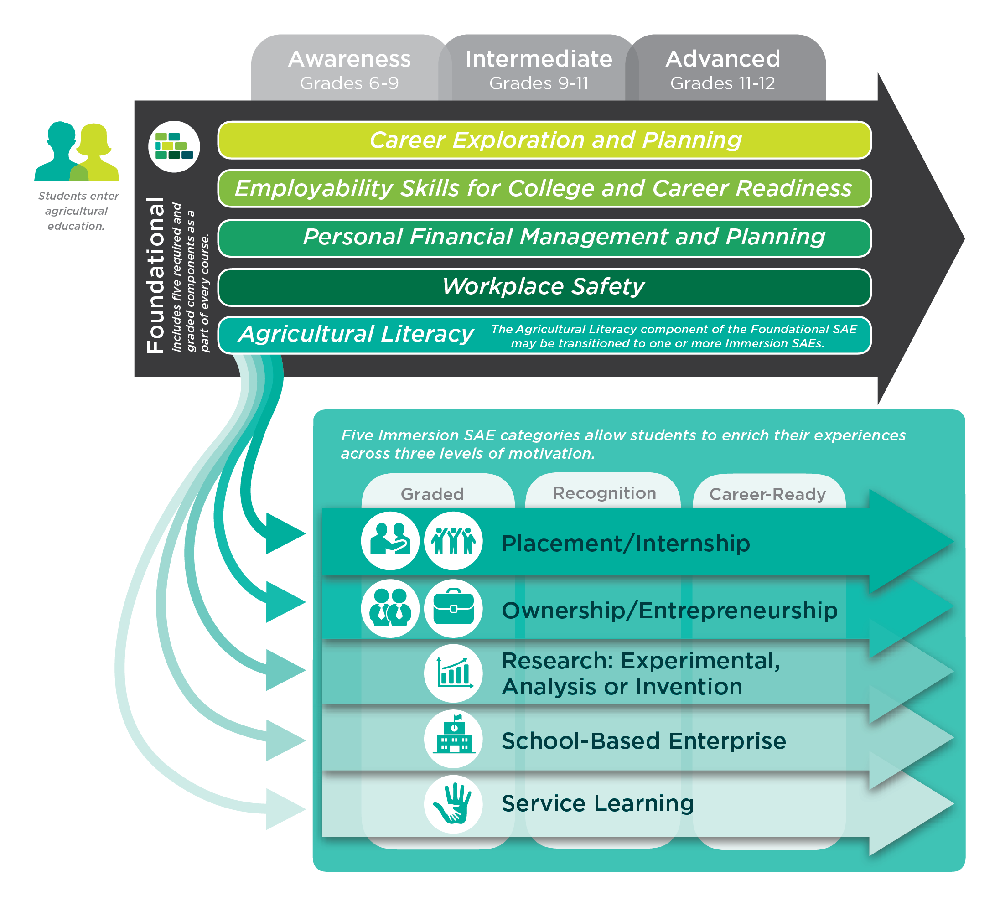 Awareness
Grades 6-9
Intermediate
Grades 9-11
Advanced
Grades 11-12
Students enter
agricultural
education.
Foundational
includes five required and
graded components as a
part of every course.
Career Exploration and Planning
Employability Skills for College and Career Readiness
Personal Financial Management and Planning
Workplace Safety
Agricultural Literacy
The Agricultural Literacy component of the Foundational SAE
may be transitioned to one or more Immersion SAEs.
Five Immersion SAE categories allow students to enrich their experiences
across three levels of motivation.
Graded
Recognition
Career-Ready
Placement/Internship
Ownership/Entrepreneurship
Research: Experimental,
Analysis or Invention
School-Based Enterprise
Service Learning